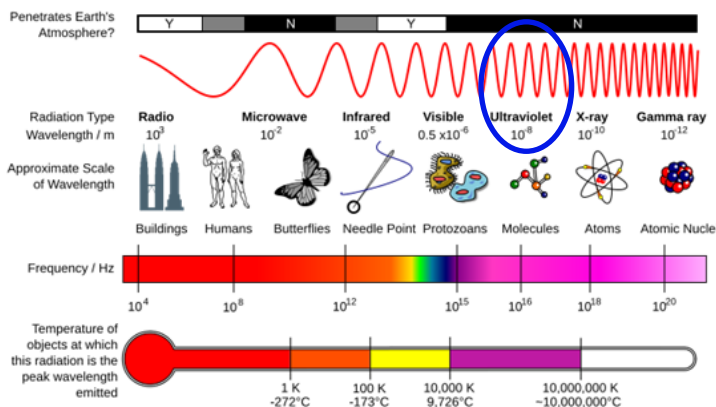 Penetrates Earth's
Atmosphere?
Y N Y N
Radiation Type
Radio Microwave Infrared Visible Ultraviolet X-ray Gamma ray
Wavelength / m
10³ 10⁻² 10⁻⁵ 0.5 x10⁻⁶ 10⁻⁸ 10⁻¹⁰ 10⁻¹²
Approximate Scale
of Wavelength
Buildings Humans Butterflies Needle Point Protozoans Molecules Atoms Atomic Nucle
Frequency / Hz
10⁴ 10⁸ 10¹² 10¹⁵ 10¹⁶ 10¹⁸ 10²⁰
Temperature of
objects at which
this radiation is the
peak wavelength
emitted
1 K 100 K 10,000 K 10,000,000 K
-272°C -173°C 9,726°C ~10,000,000°C